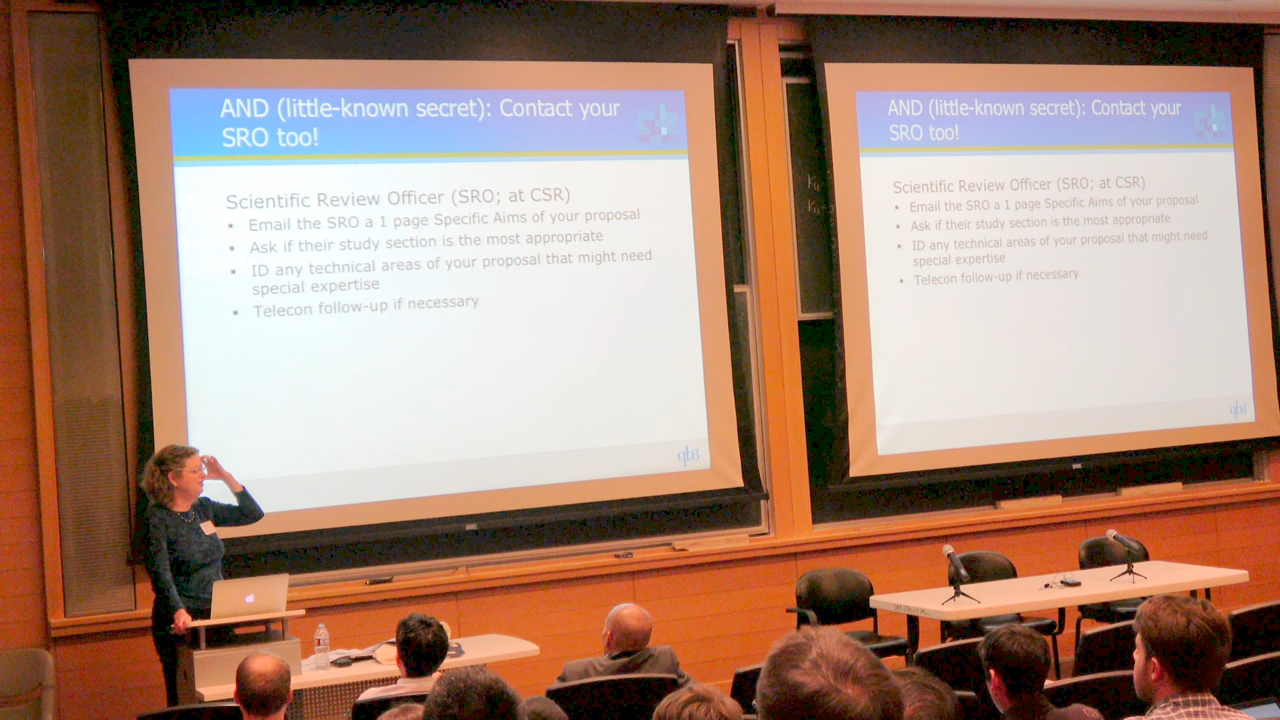 AND (little-known secret): Contact your
SRO too!
Scientific Review Officer (SRO; at CSR)
▪ Email the SRO a 1 page Specific Aims of your proposal
▪ Ask if their study section is the most appropriate
▪ ID any technical areas of your proposal that might need
special expertise
▪ Telecon follow-up if necessary
qb3
AND (little-known secret): Contact your
SRO too!
Scientific Review Officer (SRO; at CSR)
▪ Email the SRO a 1 page Specific Aims of your proposal
▪ Ask if their study section is the most appropriate
▪ ID any technical areas of your proposal that might need
special expertise
▪ Telecon follow-up if necessary
qb3